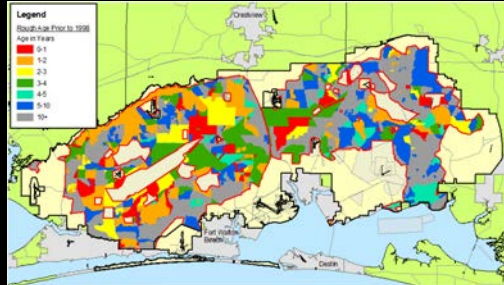 Legend
Rough Age Prior to 1998
Age in Years
0-1
1-2
2-3
3-4
4-5
5-10
10+
Crestview
Fort Walton
Beach
Destin